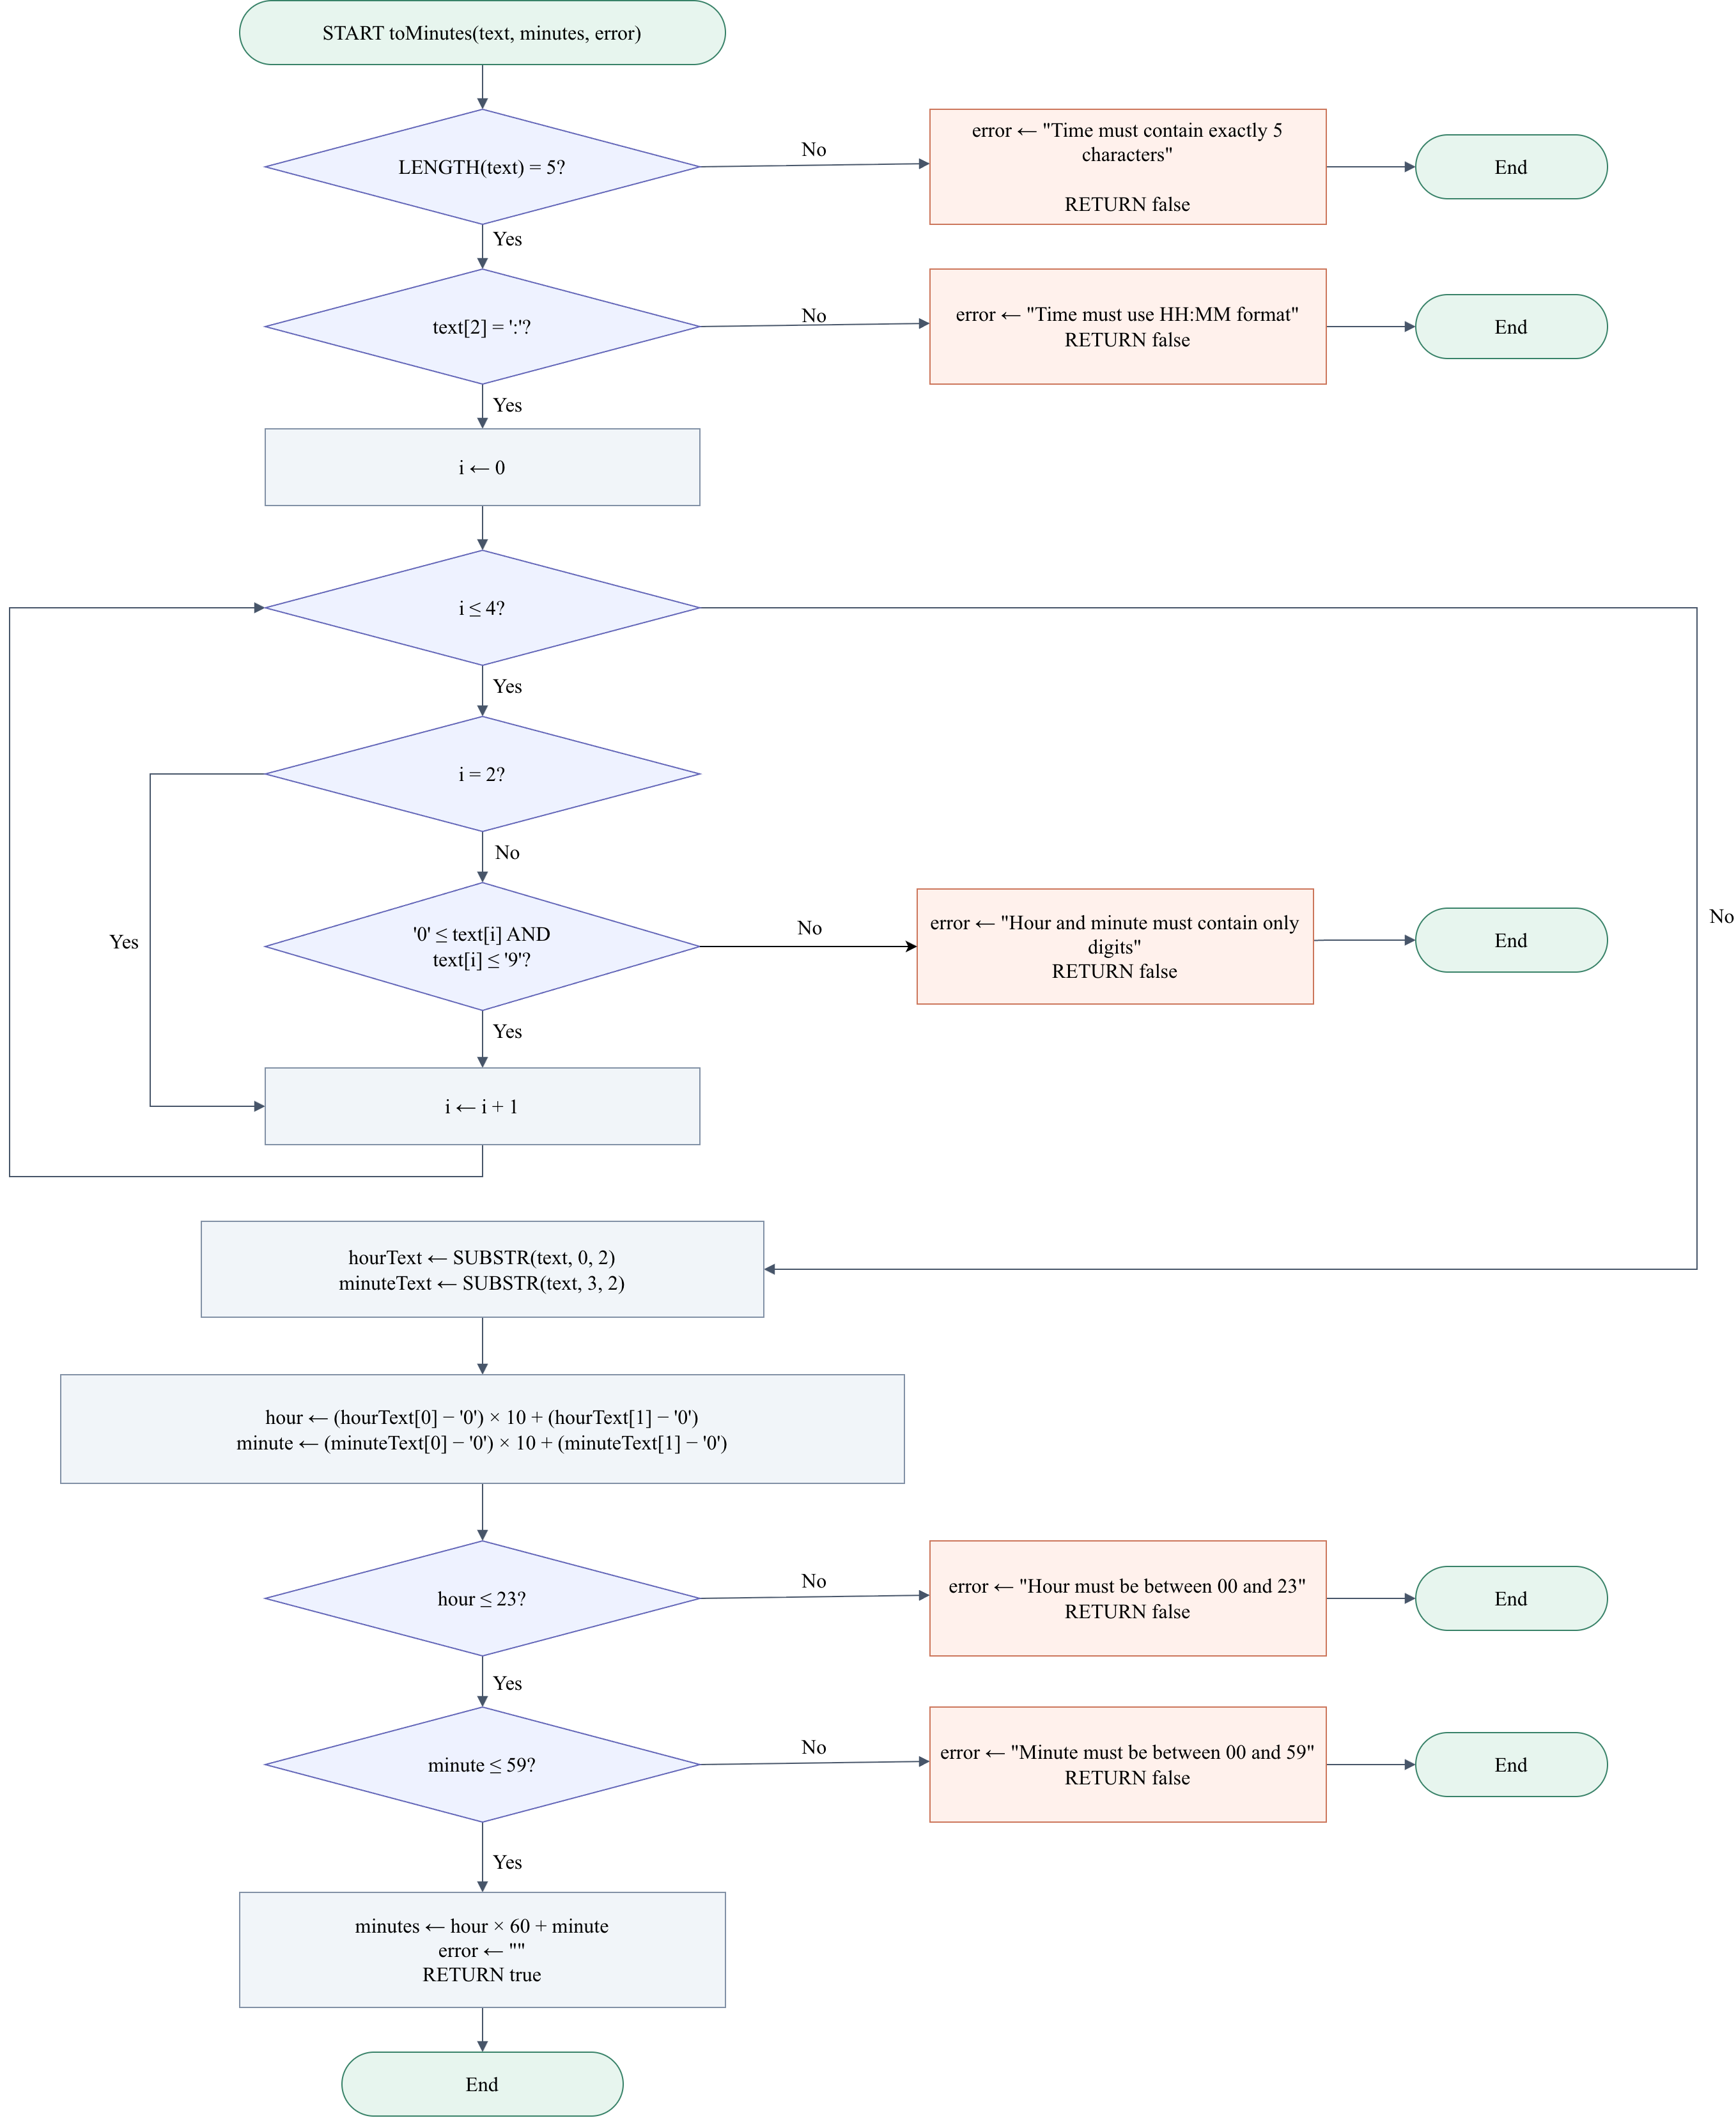 START toMinutes(text, minutes, error)
LENGTH(text) = 5?
No
error ← "Time must contain exactly 5
characters"
RETURN false
End
Yes
text[2] = ':'?
No
error ← "Time must use HH:MM format"
RETURN false
End
Yes
i ← 0
i ≤ 4?
Yes
i = 2?
No
'0' ≤ text[i] AND
text[i] ≤ '9'?
No
error ← "Hour and minute must contain only
digits"
RETURN false
End
No
Yes
Yes
i ← i + 1
hourText ← SUBSTR(text, 0, 2)
minuteText ← SUBSTR(text, 3, 2)
hour ← (hourText[0] − '0') × 10 + (hourText[1] − '0')
minute ← (minuteText[0] − '0') × 10 + (minuteText[1] − '0')
hour ≤ 23?
No
error ← "Hour must be between 00 and 23"
RETURN false
End
Yes
minute ≤ 59?
No
error ← "Minute must be between 00 and 59"
RETURN false
End
Yes
minutes ← hour × 60 + minute
error ← ""
RETURN true
End